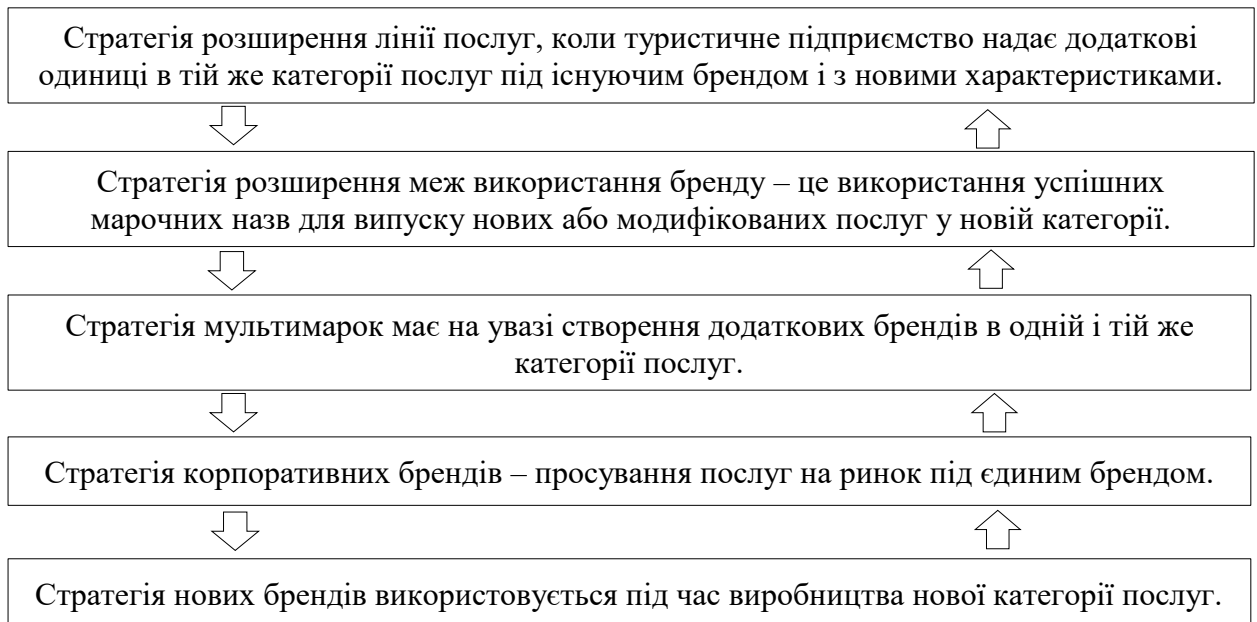 Стратегія розширення лінії послуг, коли туристичне підприємство надає додаткові
одиниці в тій же категорії послуг під існуючим брендом і з новими характеристиками.
Стратегія розширення меж використання бренду – це використання успішних
марочних назв для випуску нових або модифікованих послуг у новій категорії.
Стратегія мультимарок має на увазі створення додаткових брендів в одній і тій же
категорії послуг.
Стратегія корпоративних брендів – просування послуг на ринок під єдиним брендом.
Стратегія нових брендів використовується під час виробництва нової категорії послуг.